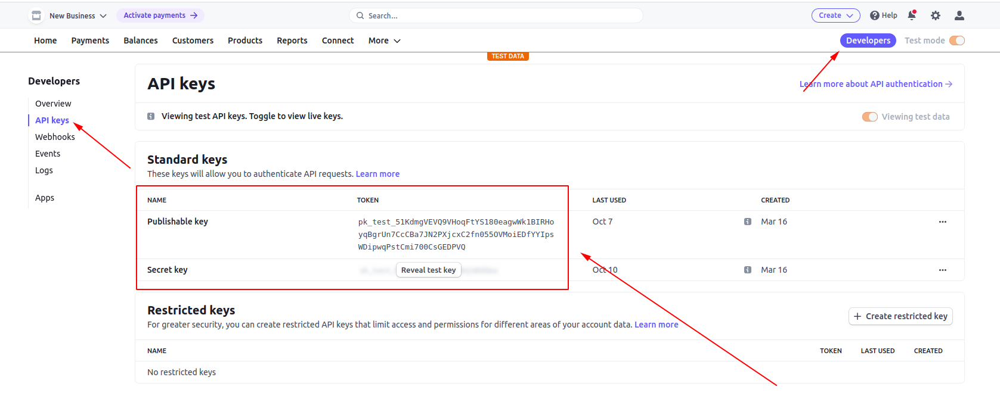 New Business
Activate payments
Search...
Create
Help
Home Payments Balances Customers Products Reports Connect More
Developers
Test mode
TEST DATA
Developers
Overview
API keys
Webhooks
Events
Logs
Apps
API keys
Learn more about API authentication
Viewing test API keys. Toggle to view live keys.
Viewing test data
Standard keys
These keys will allow you to authenticate API requests. Learn more
NAME TOKEN LAST USED CREATED
Publishable key
pk_test_51KdmgVEVQ9VHoqFtYS180eagwWk1BIRHo
yqBgrUn7CcCBa7JN2PXjcxC2fn055OVMoiEDfYYIps
WDipwqPstCmi700CsGEDPVQ
Oct 7
Mar 16
Secret key
Reveal test key
Oct 10
Mar 16
Restricted keys
For greater security, you can create restricted API keys that limit access and permissions for different areas of your account data. Learn more
Create restricted key
NAME TOKEN LAST USED CREATED
No restricted keys